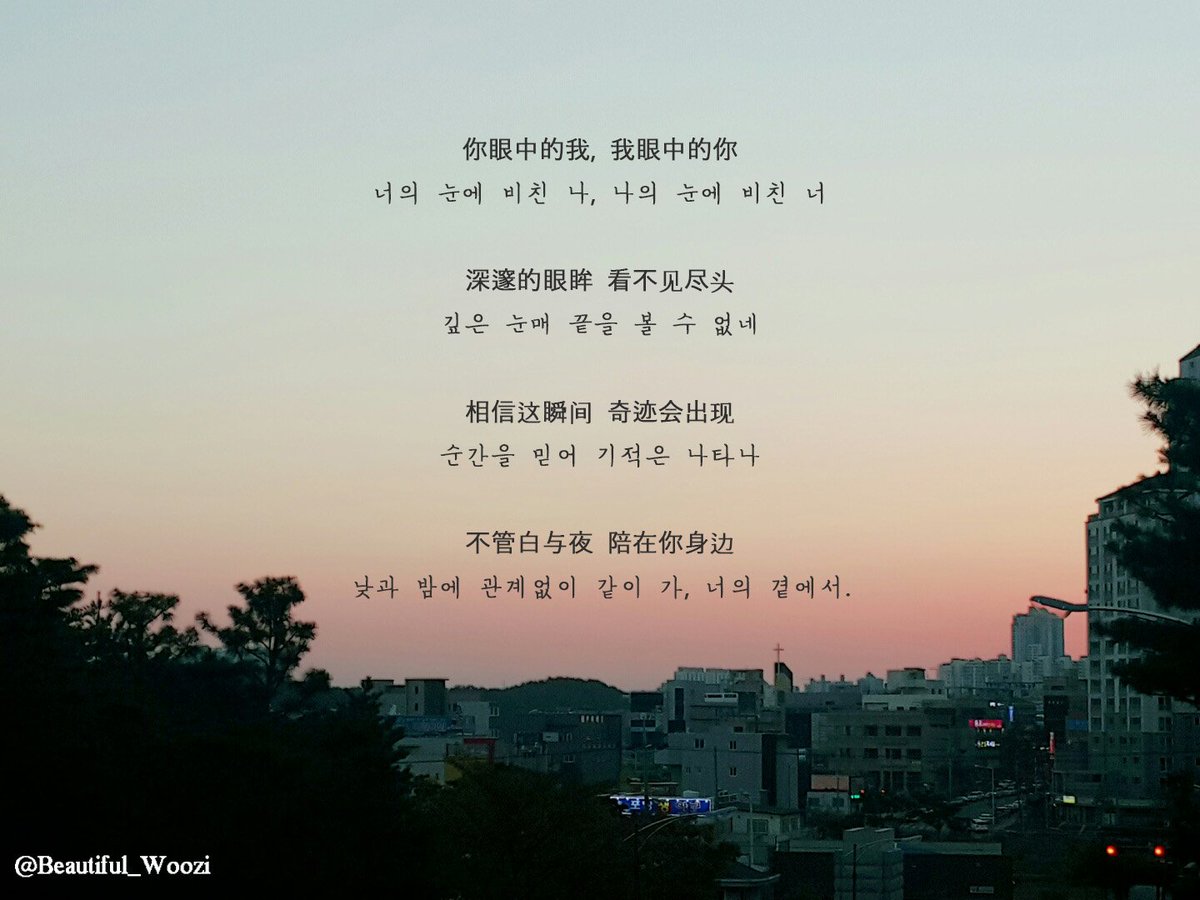 你眼中的我, 我眼中的你
너의 눈에 비친 나, 나의 눈에 비친 너
深邃的眼眸 看不见尽头
깊은 눈매 끝을 볼 수 없네
相信这瞬间 奇迹会出现
순간을 믿어 기적은 나타나
不管白与夜 陪在你身边
낮과 밤에 관계없이 같이 가, 너의 곁에서.
@Beautiful_Woozi